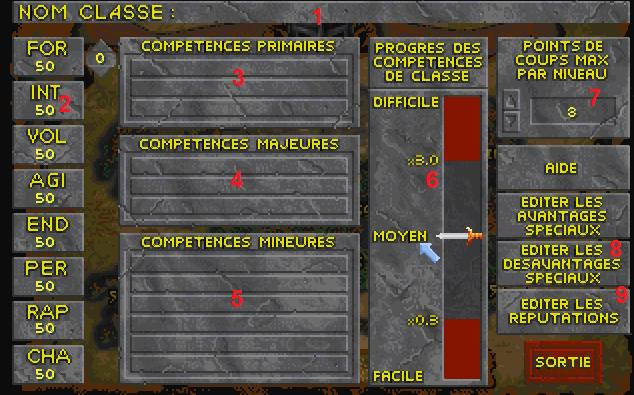 NOM CLASSE :
1
FOR
50
0
INT
50
2
VOL
50
AGI
50
END
50
PER
50
RAP
50
CHA
50
COMPETENCES PRIMAIRES
3
COMPETENCES MAJEURES
4
COMPETENCES MINEURES
5
PROGRES DES
COMPETENCES
DE CLASSE
DIFFICILE
x3.0
6
MOYEN
x0.3
FACILE
POINTS DE
COUPS MAX
PAR NIVEAU
7
8
AIDE
EDITER LES
AVANTAGES
SPECIAUX
EDITER LES 8
DESAVANTAGES
SPECIAUX
9
EDITER LES
REPUTATIONS
SORTIE